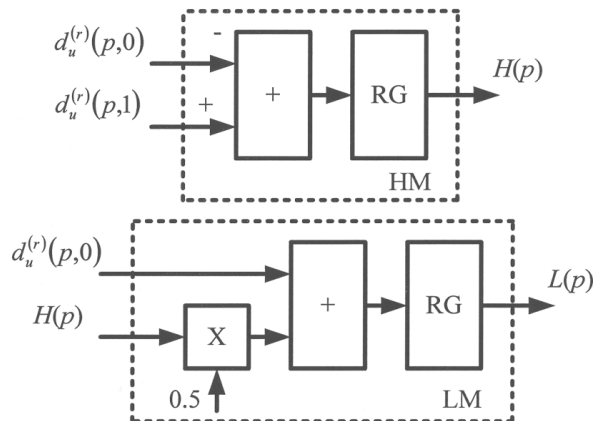 d_u^{(r)}(p,0) -
+ RG H(p)
d_u^{(r)}(p,1) +
HM
d_u^{(r)}(p,0)
+ RG L(p)
H(p) X
0.5 LM